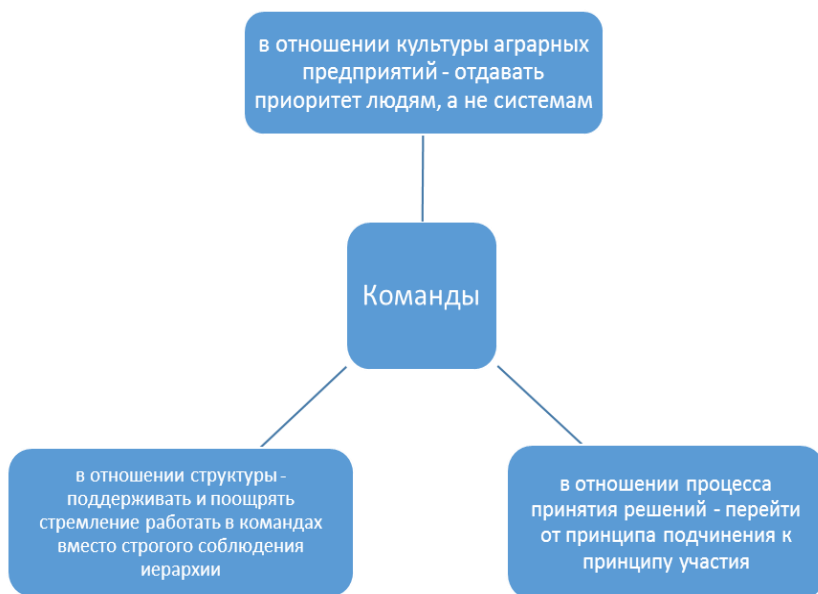 в отношении культуры аграрных
предприятий - отдавать
приоритет людям, а не системам
Команды
в отношении структуры -
поддерживать и поощрять
стремление работать в командах
вместо строгого соблюдения
иерархии
в отношении процесса
принятия решений - перейти
от принципа подчинения к
принципу участия